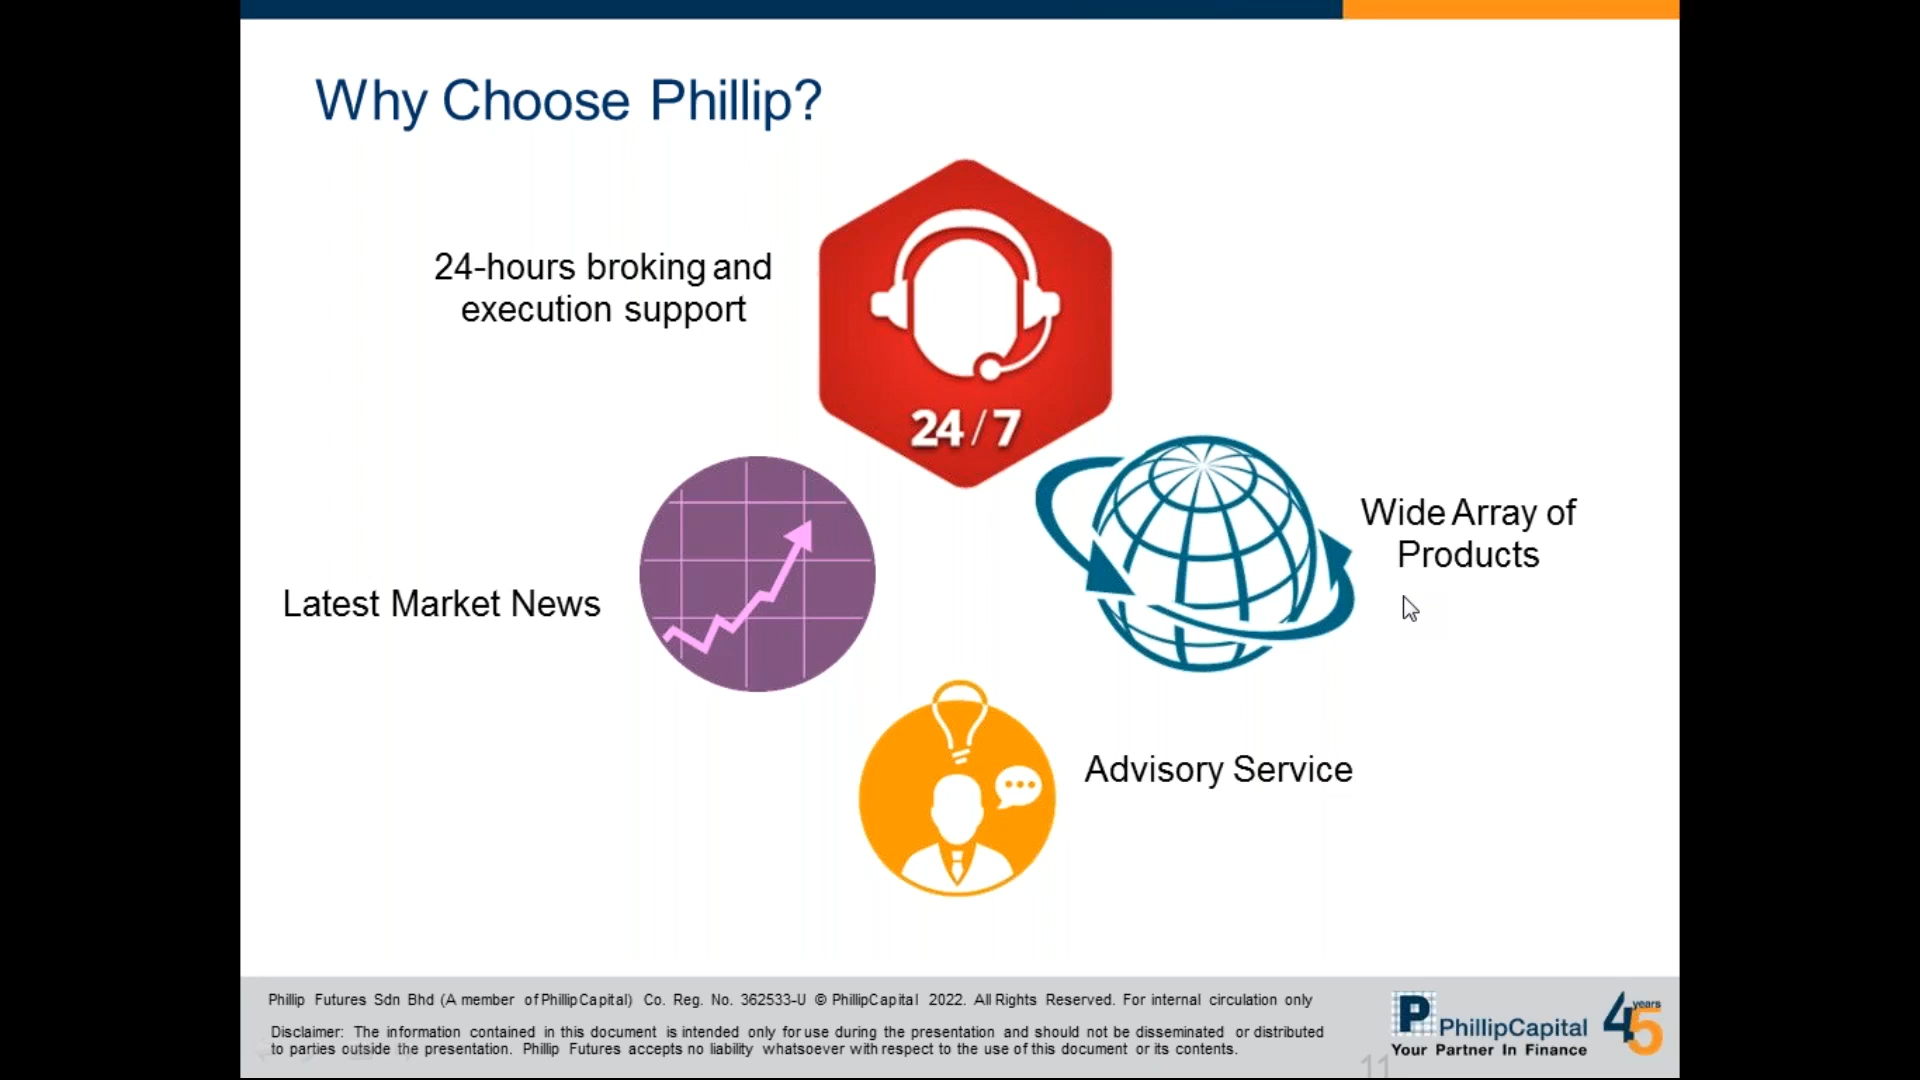 Why Choose Phillip?
24-hours broking and
execution support
24/7
Wide Array of
Products
Latest Market News
Advisory Service
Phillip Futures Sdn Bhd (A member of PhillipCapital) Co. Reg. No. 362533-U © PhillipCapital 2022. All Rights Reserved. For internal circulation only
Disclaimer: The information contained in this document is intended only for use during the presentation and should not be disseminated or distributed
to parties outside the presentation. Phillip Futures accepts no liability whatsoever with respect to the use of this document or its contents.
P PhillipCapital
Your Partner In Finance
45 years
11